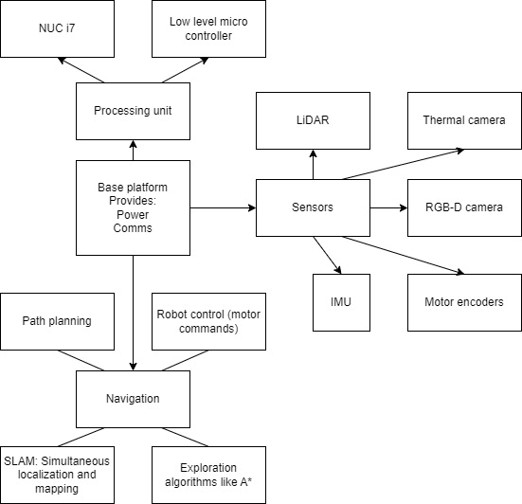 NUC i7
Low level micro
controller
Processing unit
LiDAR
Thermal camera
Base platform
Provides:
Power
Comms
Sensors
RGB-D camera
IMU
Motor encoders
Path planning
Robot control (motor
commands)
Navigation
SLAM: Simultaneous
localization and
mapping
Exploration
algorithms like A*